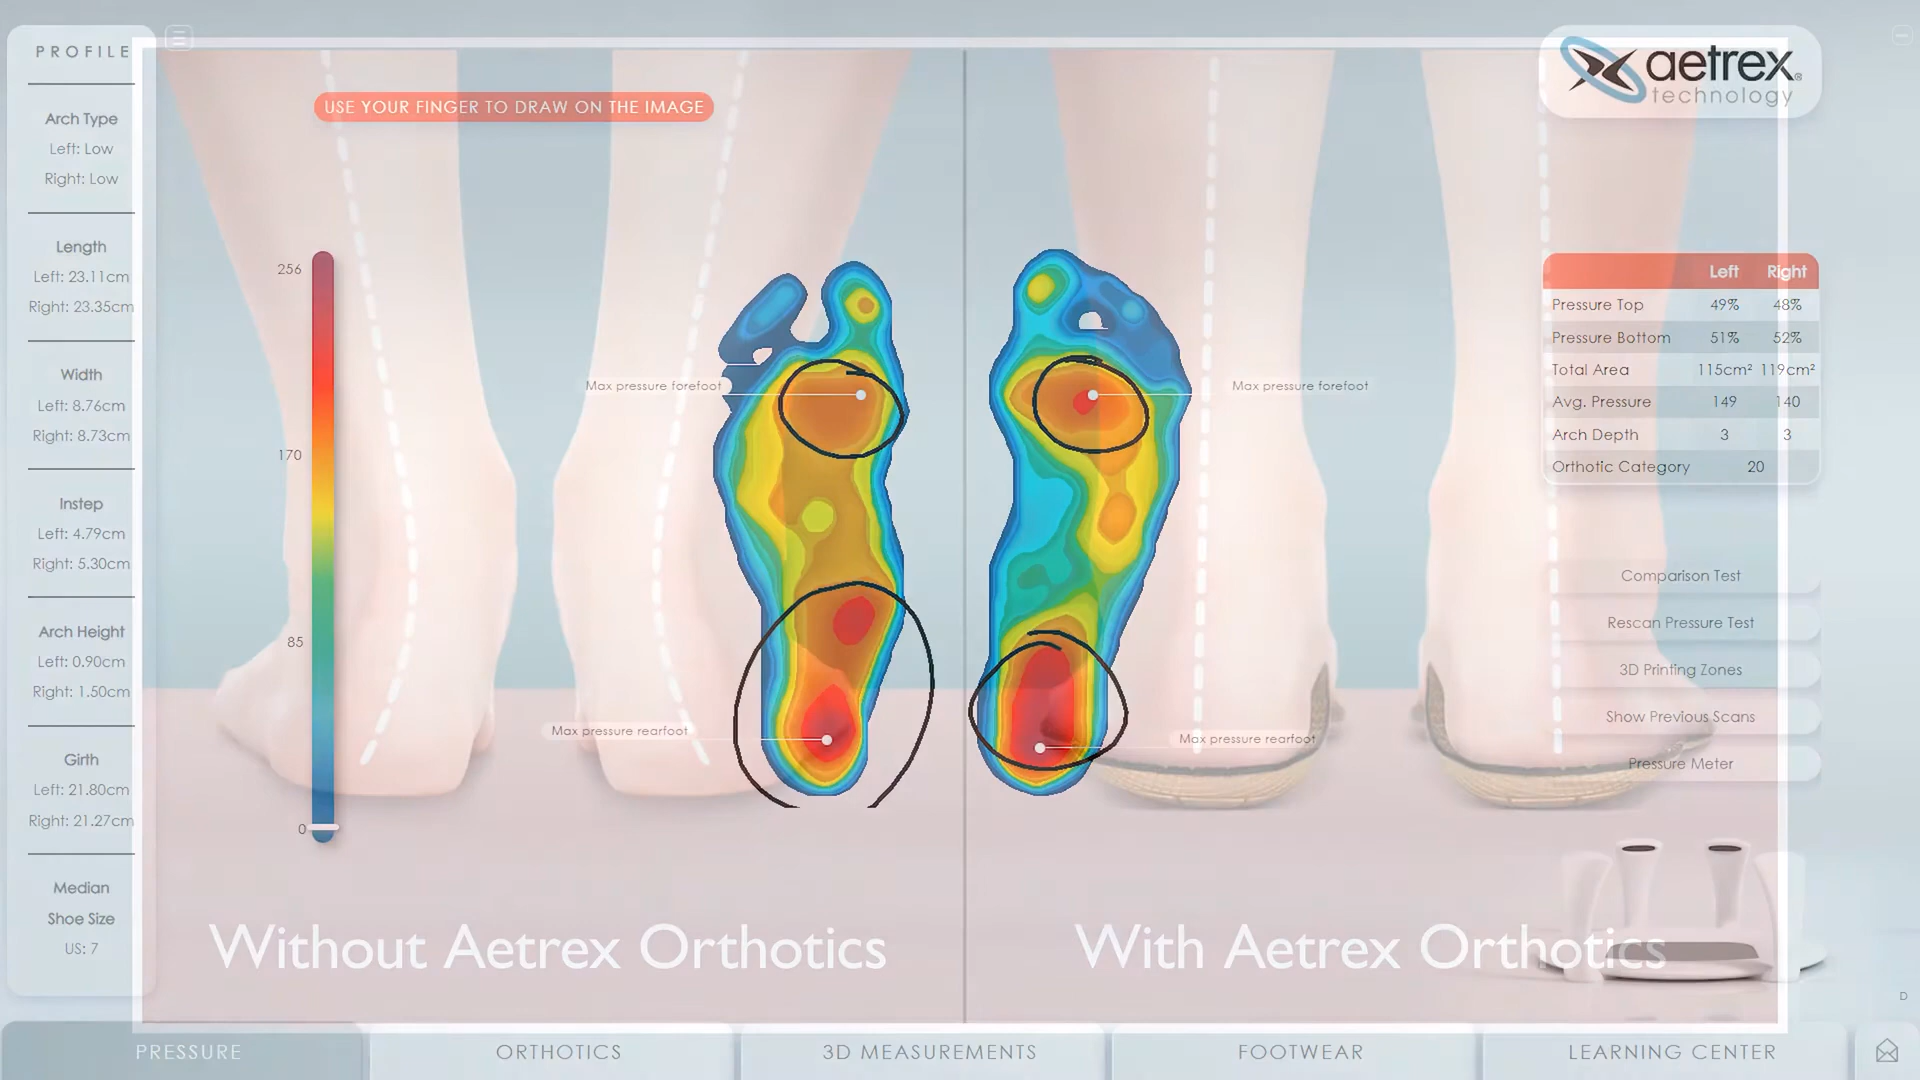 PROFILE
Arch Type
Left: Low
Right: Low
Length
Left: 23.11cm
Right: 23.35cm
Width
Left: 8.76cm
Right: 8.73cm
Instep
Left: 4.79cm
Right: 5.30cm
Arch Height
Left: 0.90cm
Right: 1.50cm
Girth
Left: 21.80cm
Right: 21.27cm
Median
Shoe Size
US: 7
USE YOUR FINGER TO DRAW ON THE IMAGE
256
170
85
0
Max pressure forefoot
Max pressure forefoot
Max pressure rearfoot
Max pressure rearfoot
aetrex®
technology
Left Right
Pressure Top 49% 48%
Pressure Bottom 51% 52%
Total Area 115cm² 119cm²
Avg. Pressure 149 140
Arch Depth 3 3
Orthotic Category 20
Comparison Test
Rescan Pressure Test
3D Printing Zones
Show Previous Scans
Pressure Meter
Without Aetrex Orthotics
With Aetrex Orthotics
D
PRESSURE
ORTHOTICS
3D MEASUREMENTS
FOOTWEAR
LEARNING CENTER